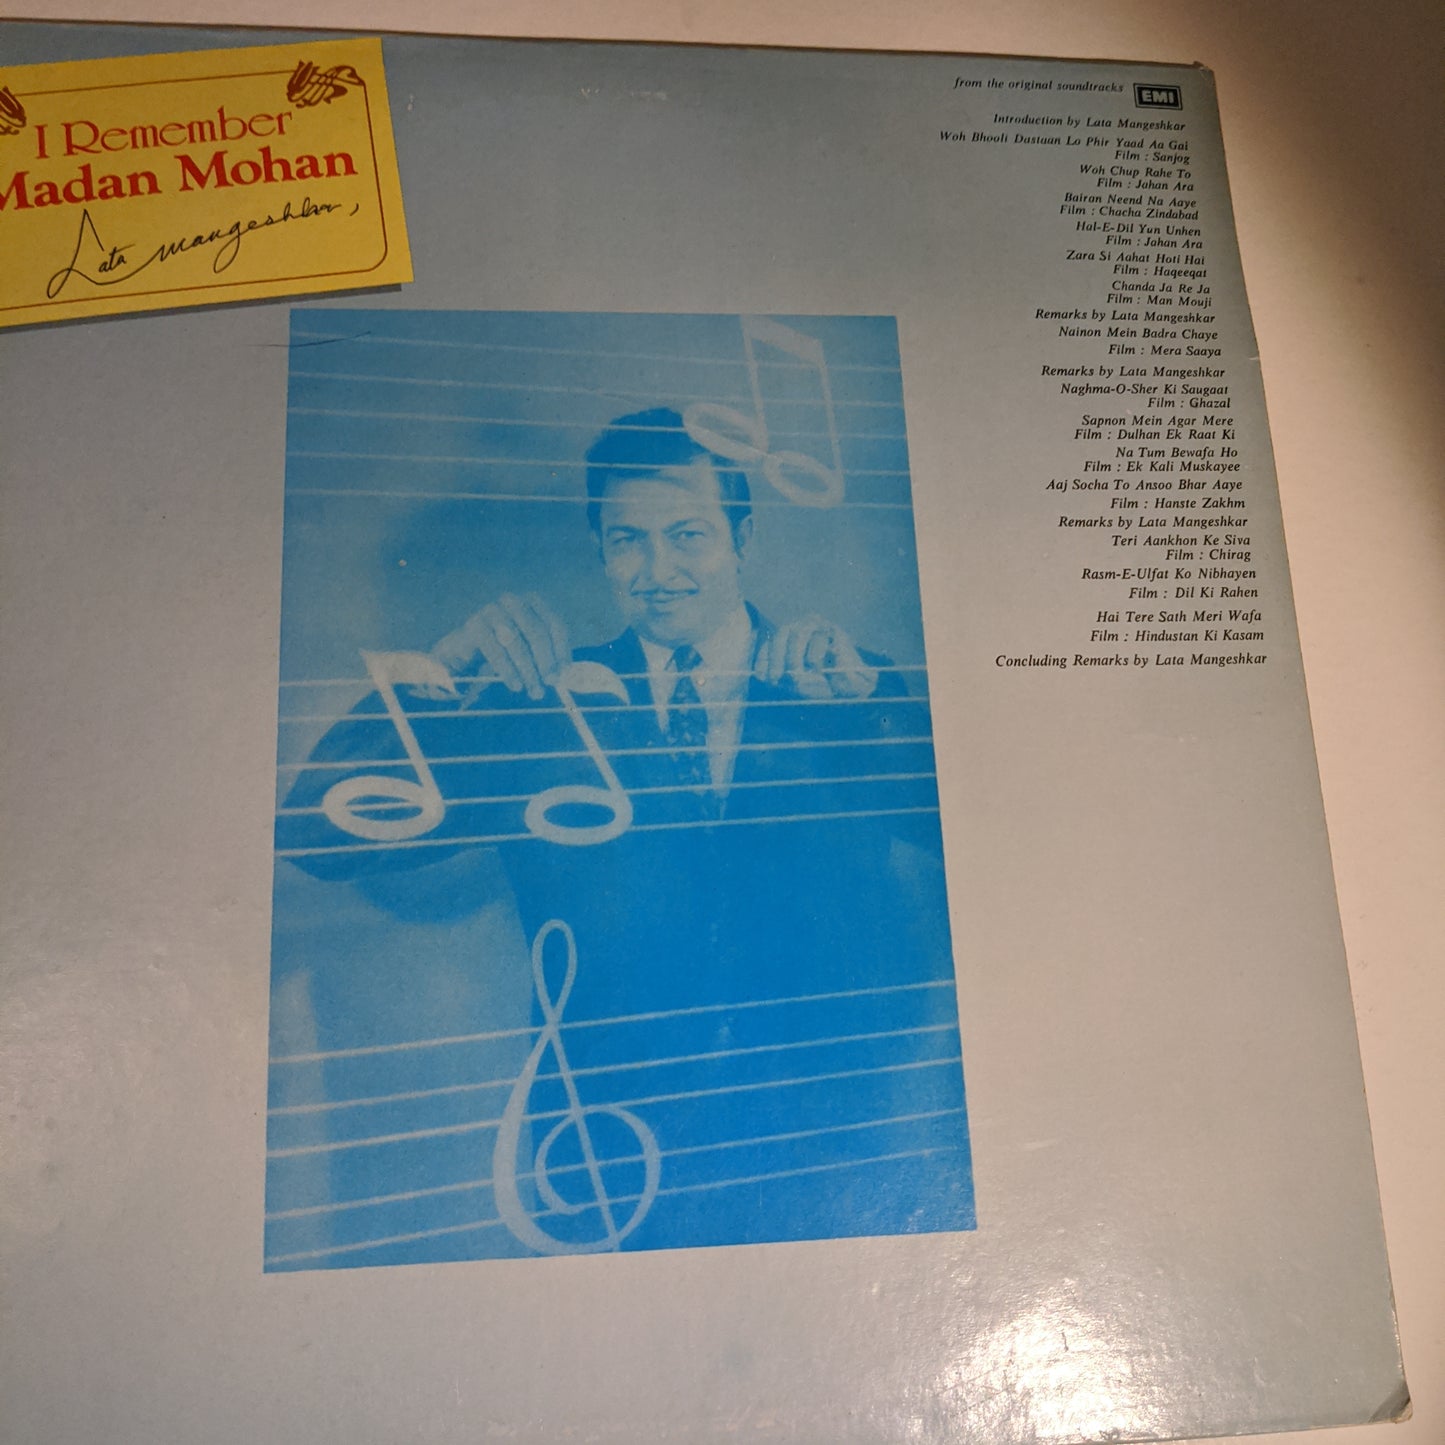 I Remember
Madan Mohan
Lata Mangeshkar,
from the original soundtracks EMI
Introduction by Lata Mangeshkar
Woh Bhooli Dastaan Lo Phir Yaad Aa Gai
Film : Sanjog
Woh Chup Rahe To
Film : Jahan Ara
Bairan Neend Na Aaye
Film : Chacha Zindabad
Hal-E-Dil Yun Unhen
Film : Jahan Ara
Zara Si Aahat Hoti Hai
Film : Haqeeqat
Chanda Ja Re Ja
Film : Man Mouji
Remarks by Lata Mangeshkar
Nainon Mein Badra Chaye
Film : Mera Saaya
Remarks by Lata Mangeshkar
Naghma-O-Sher Ki Saugaat
Film : Ghazal
Sapnon Mein Agar Mere
Film : Dulhan Ek Raat Ki
Na Tum Bewafa Ho
Film : Ek Kali Muskayee
Aaj Socha To Ansoo Bhar Aaye
Film : Hanste Zakhm
Remarks by Lata Mangeshkar
Teri Aankhon Ke Siva
Film : Chirag
Rasm-E-Ulfat Ko Nibhayen
Film : Dil Ki Rahen
Hai Tere Sath Meri Wafa
Film : Hindustan Ki Kasam
Concluding Remarks by Lata Mangeshkar